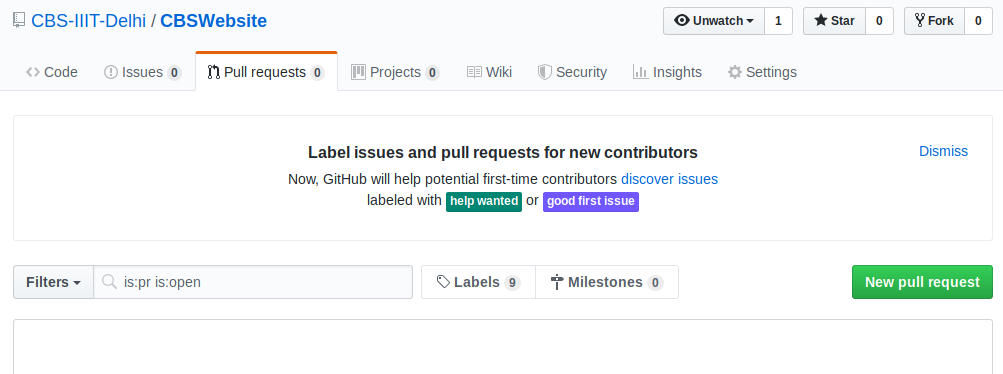 CBS-IIIT-Delhi / CBSWebsite
Unwatch 1 Star 0 Fork 0
Code Issues 0 Pull requests 0 Projects 0 Wiki Security Insights Settings
Label issues and pull requests for new contributors
Dismiss
Now, GitHub will help potential first-time contributors discover issues
labeled with help wanted or good first issue
Filters is:pr is:open Labels 9 Milestones 0 New pull request